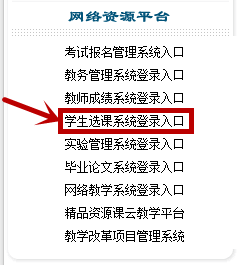 网络资源平台
考试报名管理系统入口
教务管理系统登录入口
教师成绩系统登录入口
学生选课系统登录入口
实验管理系统登录入口
毕业论文系统登录入口
网络教学系统登录入口
精品资源课云教学平台
教学改革项目管理系统